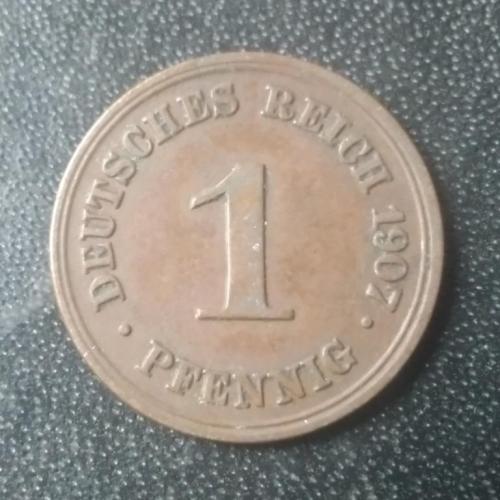 DEUTSCHES REICH 1907
1
· PFENNIG ·